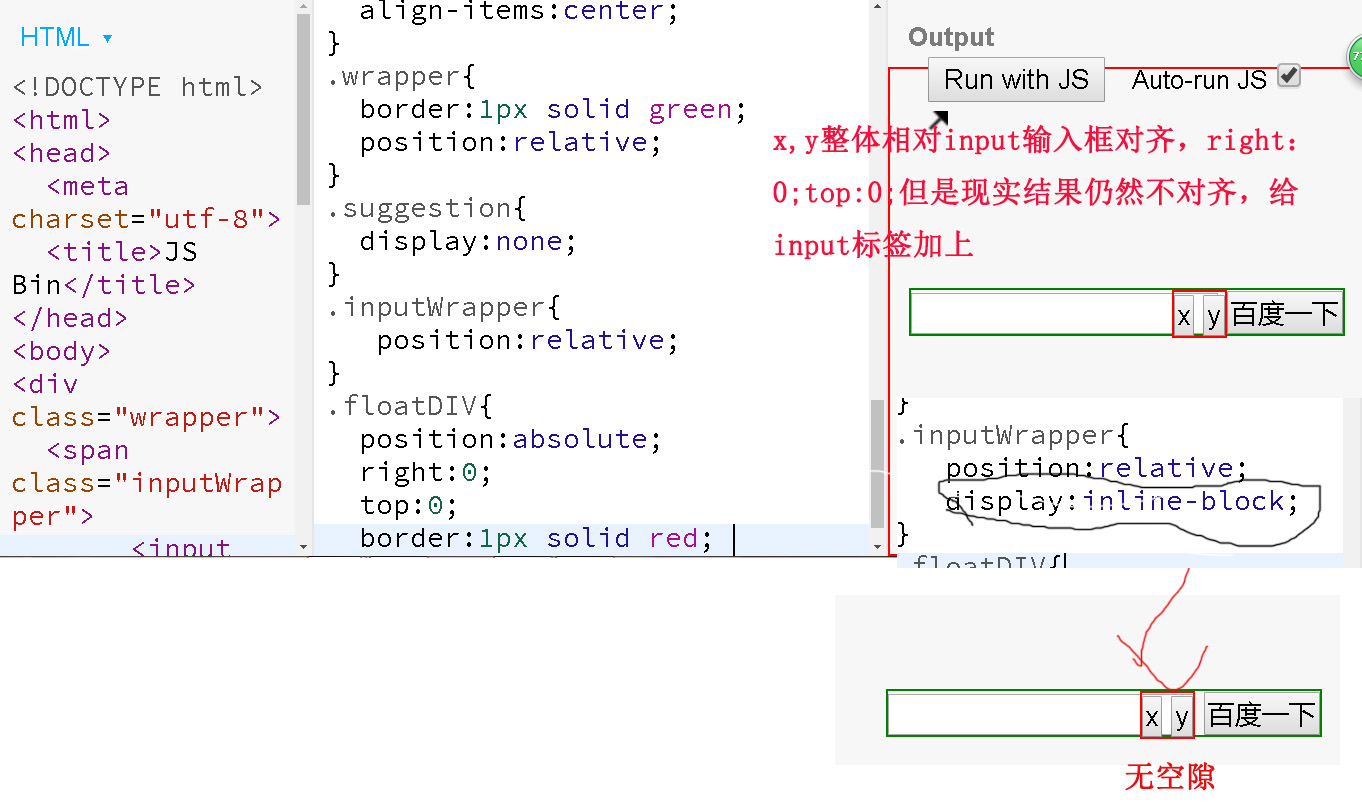 HTML
<!DOCTYPE html>
<html>
<head>
<meta
charset="utf-8">
<title>JS
Bin</title>
</head>
<body>
<div
class="wrapper">
<span
class="inputWrap
per">
<input
align-items:center;
}
.wrapper{
border:1px solid green;
position:relative;
}
.suggestion{
display:none;
}
.inputWrapper{
position:relative;
}
.floatDIV{
position:absolute;
right:0;
top:0;
border:1px solid red;
Output
Run with JS
Auto-run JS
x,y整体相对input输入框对齐，right：
0;top:0;但是现实结果仍然不对齐，给
input标签加上
x y 百度一下
}
.inputWrapper{
position:relative;
display:inline-block;
}
.floatDIV{
x y 百度一下
无空隙